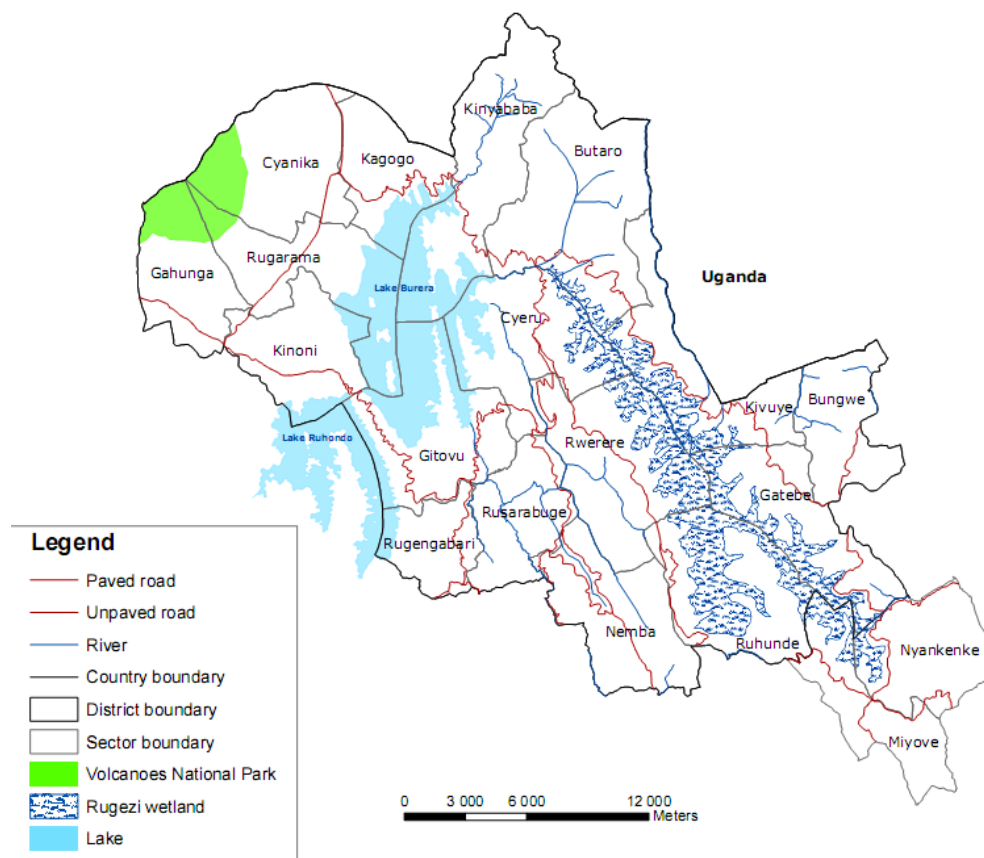 Kinyababa
Butaro
Cyanika
Kagogo
Rugarama
Gahunga
Uganda
Lake Burera
Cyeru
Kinoni
Kivuye
Bungwe
Lake Ruhondo
Rwerere
Gitovu
Gatebe
Rusarabuge
Rugengabari
Nemba
Ruhunde
Nyankenke
Miyove
Legend
Paved road
Unpaved road
River
Country boundary
District boundary
Sector boundary
Volcanoes National Park
Rugezi wetland
Lake
0 3 000 6 000 12 000
Meters